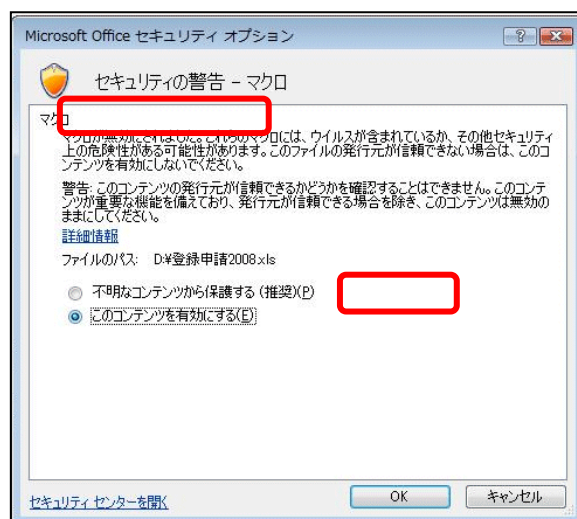 Microsoft Office セキュリティ オプション
セキュリティの警告 - マクロ
マクロ
マクロが無効にされました。これらのマクロには、ウイルスが含まれているか、その他セキュリティ
上の危険性がある可能性があります。このファイルの発行元が信頼できない場合は、このコ
ンテンツを有効にしないでください。
警告: このコンテンツの発行元が信頼できるかどうかを確認することはできません。このコンテ
ンツが重要な機能を備えており、発行元が信頼できる場合を除き、このコンテンツは無効の
ままにしてください。
詳細情報
ファイルのパス: D:¥登録申請2008.xls
不明なコンテンツから保護する (推奨)(P)
このコンテンツを有効にする(E)
セキュリティ センターを開く
OK
キャンセル